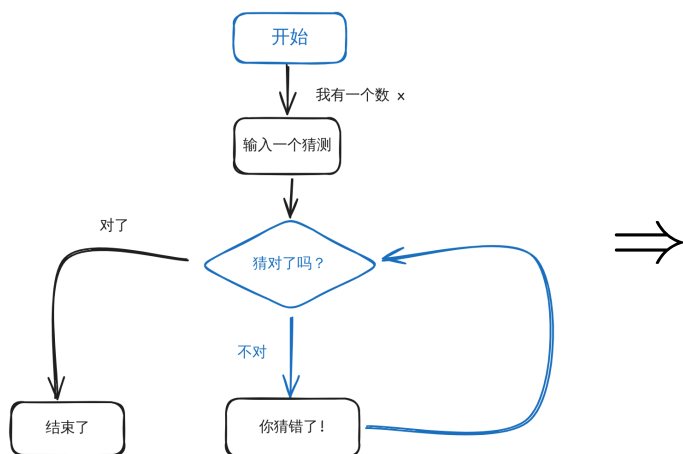 开始
我有一个数 x
输入一个猜测
对了
猜对了吗？
不对
结束了
你猜错了!